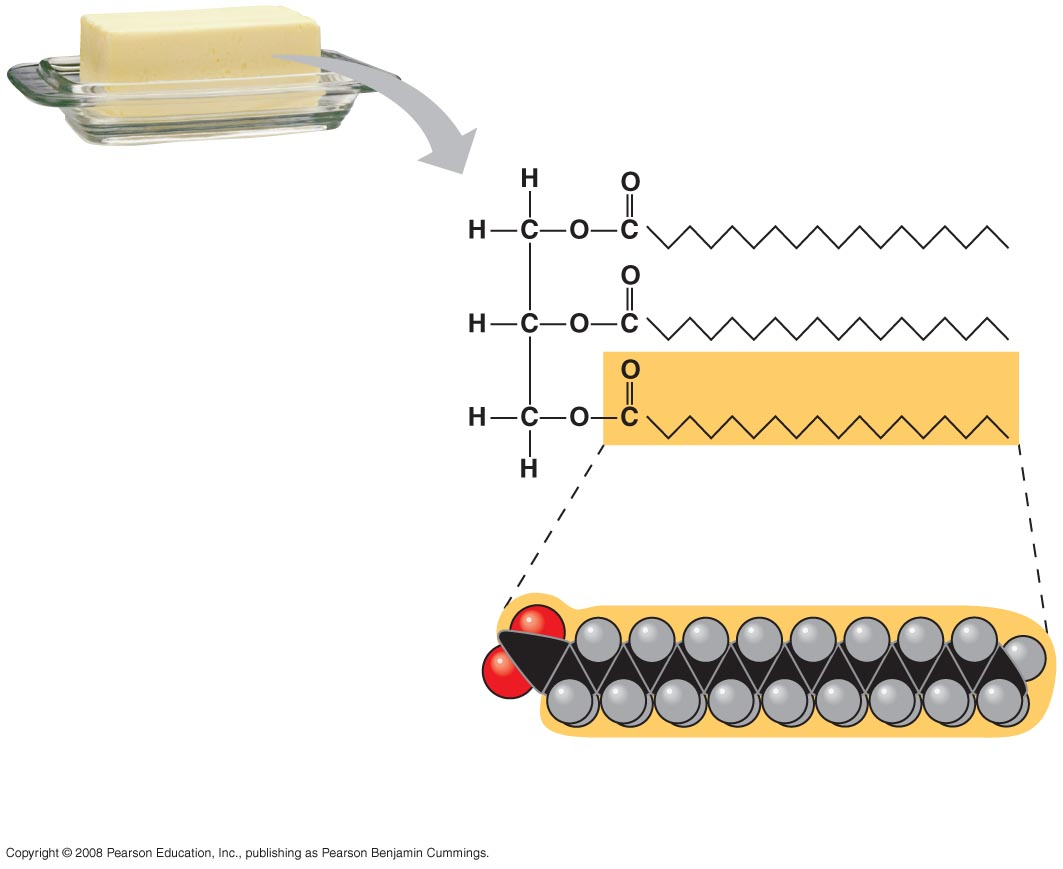 H O
H C O C
O
H C O C
O
H C O C
H
Copyright © 2008 Pearson Education, Inc., publishing as Pearson Benjamin Cummings.